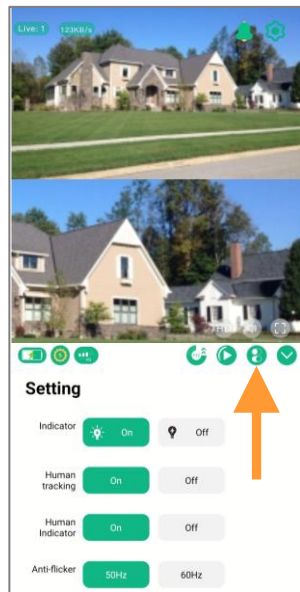 Live: 1 123KB/s
Setting
Indicator On Off
Human
tracking On Off
Human
Indicator On Off
Anti-flicker 50Hz 60Hz